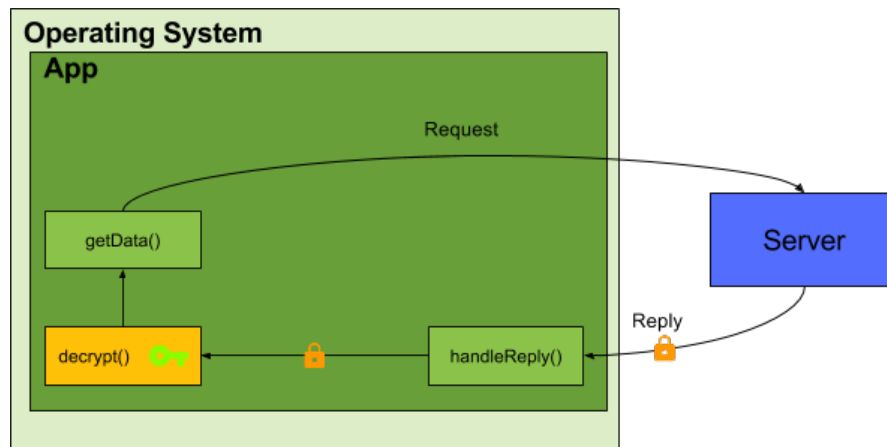 Operating System
App
Request
getData()
Server
Reply
decrypt()
handleReply()